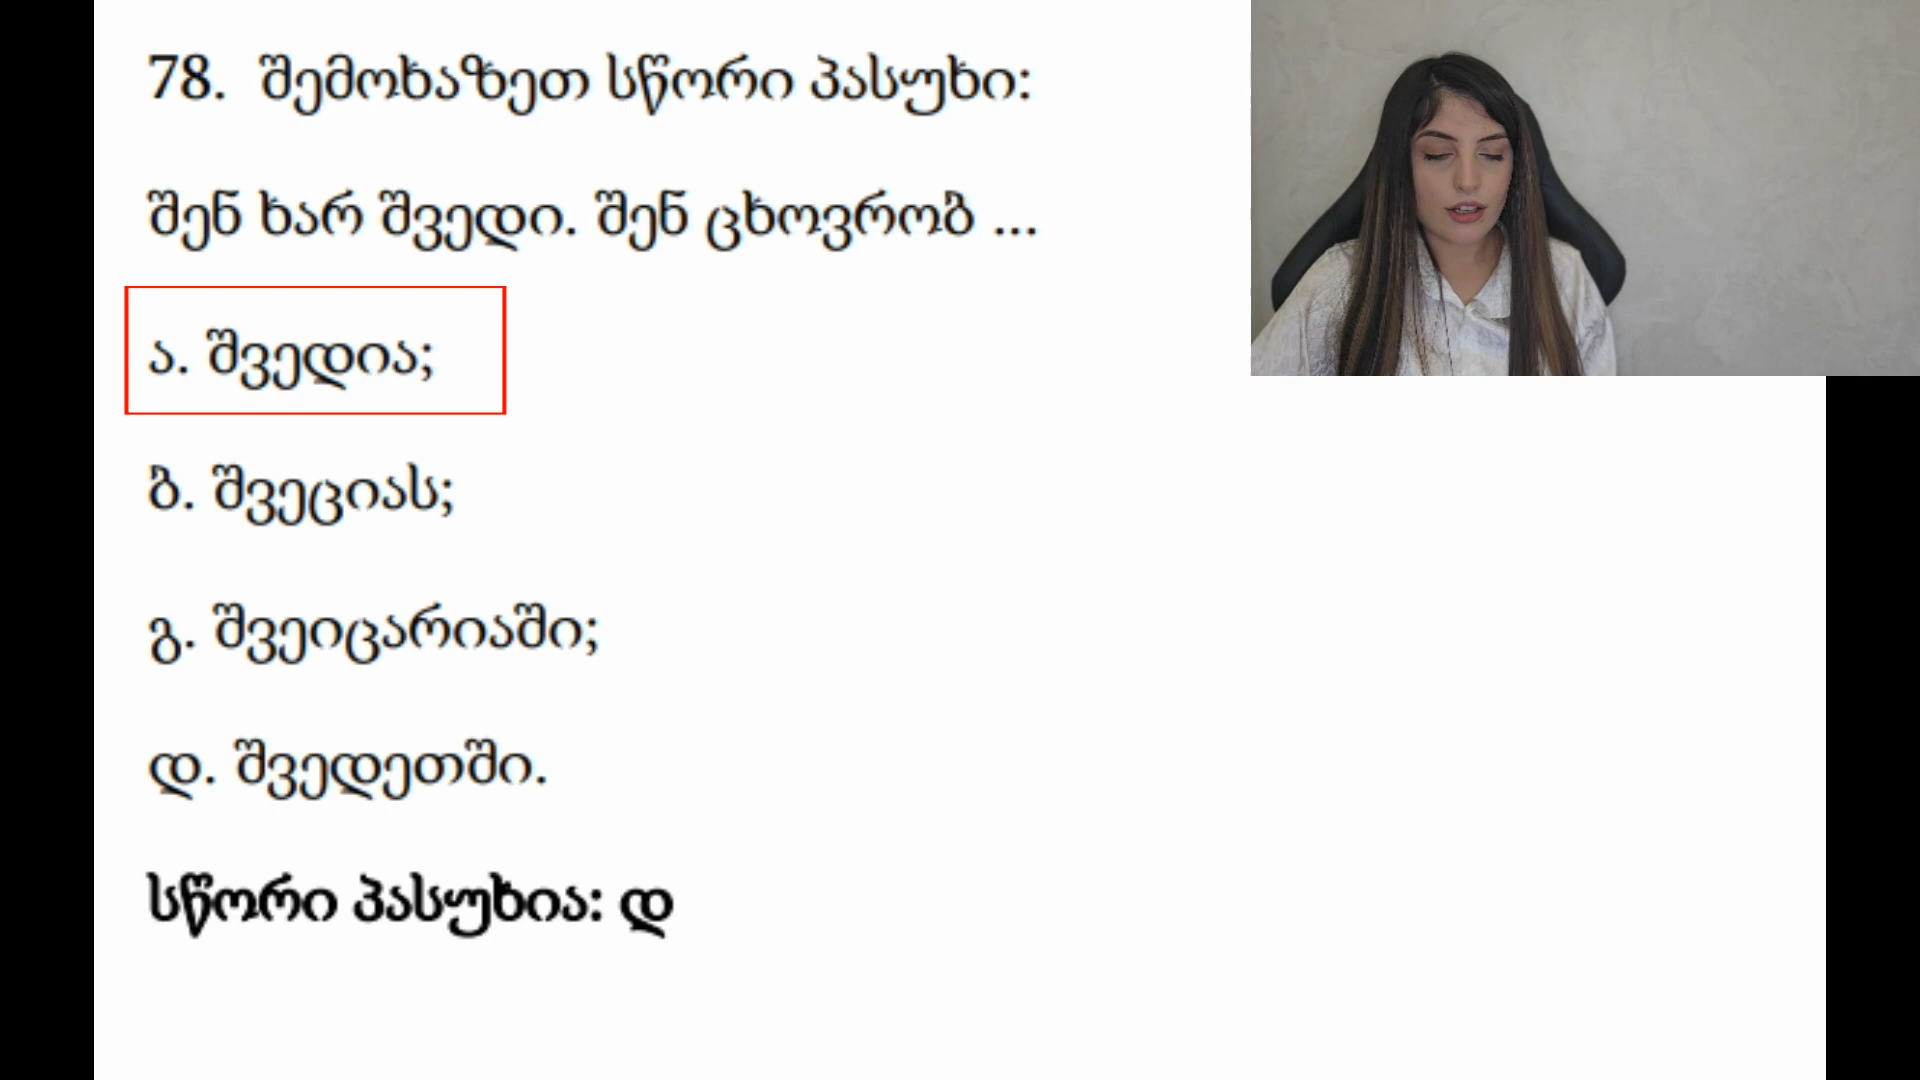 78. შემოხაზეთ სწორი პასუხი:
შენ ხარ შვედი. შენ ცხოვრობ ...
ა. შვედია;
ბ. შვეციას;
გ. შვეიცარიაში;
დ. შვედეთში.
სწორი პასუხია: დ